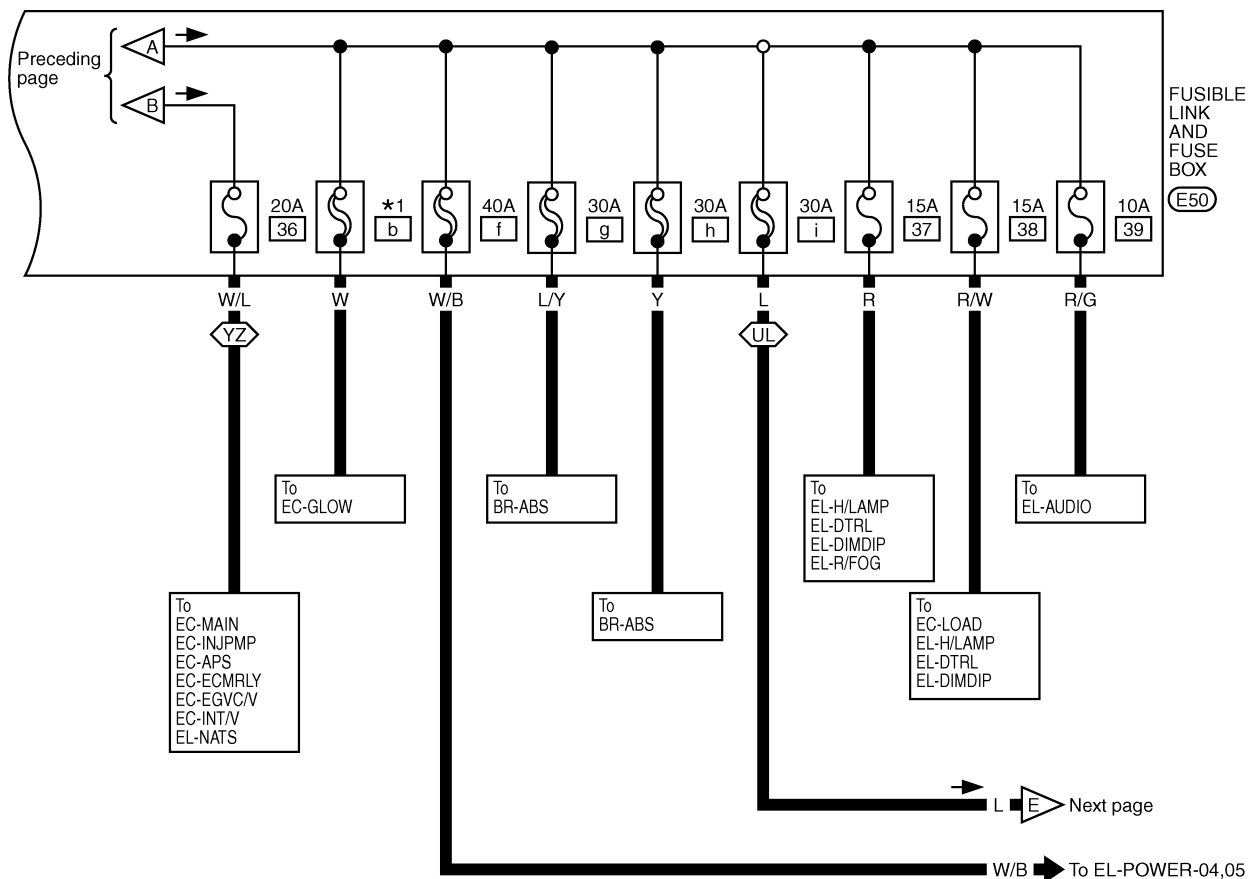 Preceding
page
A
B
FUSIBLE
LINK
AND
FUSE
BOX
E50
20A
36
*1
b
40A
f
30A
g
30A
h
30A
i
15A
37
15A
38
10A
39
W/L
W
W/B
L/Y
Y
L
R
R/W
R/G
YZ
UL
To
EC-GLOW
To
BR-ABS
To
EL-H/LAMP
EL-DTRL
EL-DIMDIP
EL-R/FOG
To
EL-AUDIO
To
EC-MAIN
EC-INJPMP
EC-APS
EC-ECMRLY
EC-EGVC/V
EC-INT/V
EL-NATS
To
BR-ABS
To
EC-LOAD
EL-H/LAMP
EL-DTRL
EL-DIMDIP
L
E
Next page
W/B
To EL-POWER-04,05